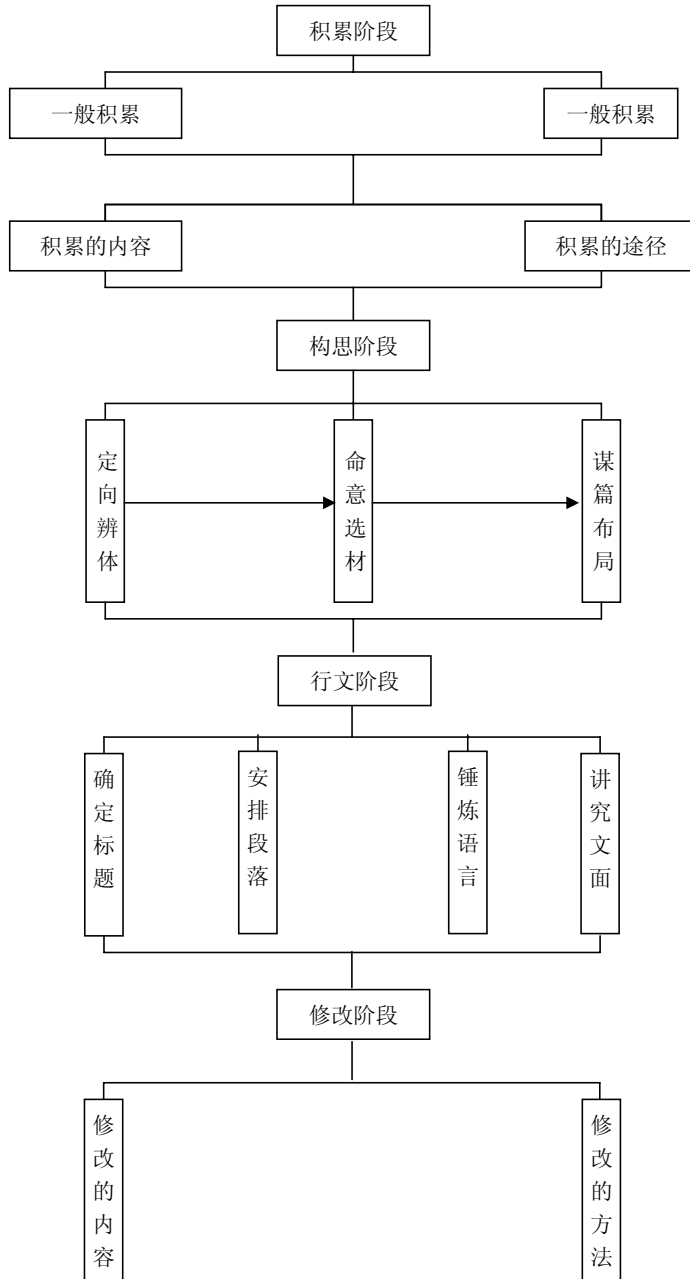 积累阶段
一般积累
一般积累
积累的内容
积累的途径
构思阶段
定向辨体
命意选材
谋篇布局
行文阶段
确定标题
安排段落
锤炼语言
讲究文面
修改阶段
修改的内容
修改的方法